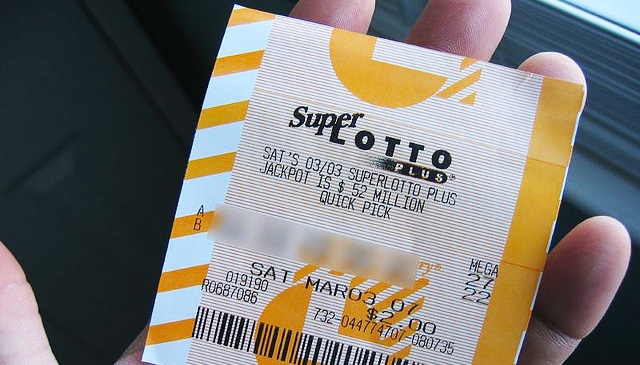 Super
LOTTO
PLUS
SAT'S 03/03 SUPERLOTTO PLUS
JACKPOT IS $ 52 MILLION
QUICK PICK
A
B
MEGA
27
22
SAT MAR03 07
$2.00
019190
R0687086
732-044774707-080735